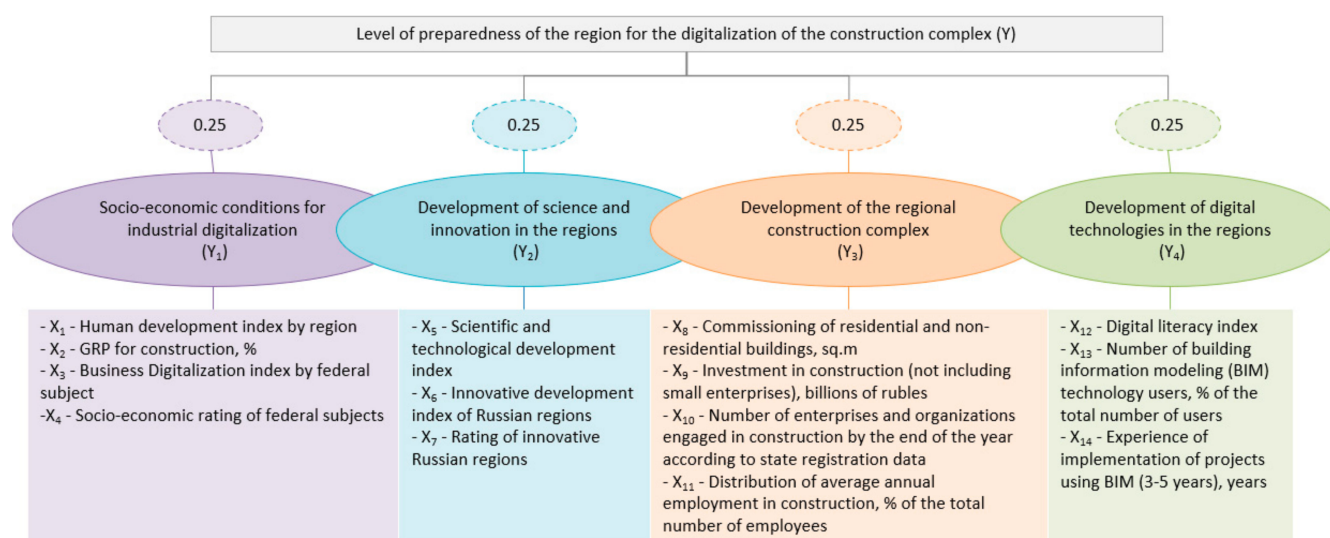 Level of preparedness of the region for the digitalization of the construction complex (Y)
0.25
0.25
0.25
0.25
Socio-economic conditions for
industrial digitalization
(Y₁)
Development of science and
innovation in the regions
(Y₂)
Development of the regional
construction complex
(Y₃)
Development of digital
technologies in the regions
(Y₄)
- X₁ - Human development index by region
- X₂ - GRP for construction, %
- X₃ - Business Digitalization index by federal
subject
-X₄ - Socio-economic rating of federal subjects
- X₅ - Scientific and
technological development
index
- X₆ - Innovative development
index of Russian regions
- X₇ - Rating of innovative
Russian regions
- X₈ - Commissioning of residential and non-
residential buildings, sq.m
- X₉ - Investment in construction (not including
small enterprises), billions of rubles
- X₁₀ - Number of enterprises and organizations
engaged in construction by the end of the year
according to state registration data
- X₁₁ - Distribution of average annual
employment in construction, % of the total
number of employees
- X₁₂ - Digital literacy index
- X₁₃ - Number of building
information modeling (BIM)
technology users, % of the
total number of users
- X₁₄ - Experience of
implementation of projects
using BIM (3-5 years), years